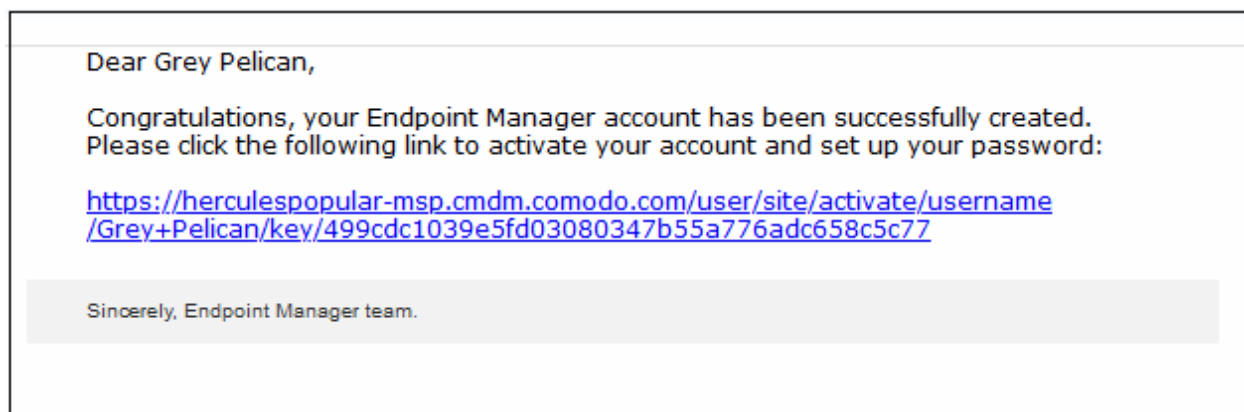 Dear Grey Pelican,
Congratulations, your Endpoint Manager account has been successfully created.
Please click the following link to activate your account and set up your password:
https://herculespopular-msp.cmdm.comodo.com/user/site/activate/username
/Grey+Pelican/key/499cdc1039e5fd03080347b55a776adc658c5c77
Sincerely, Endpoint Manager team.